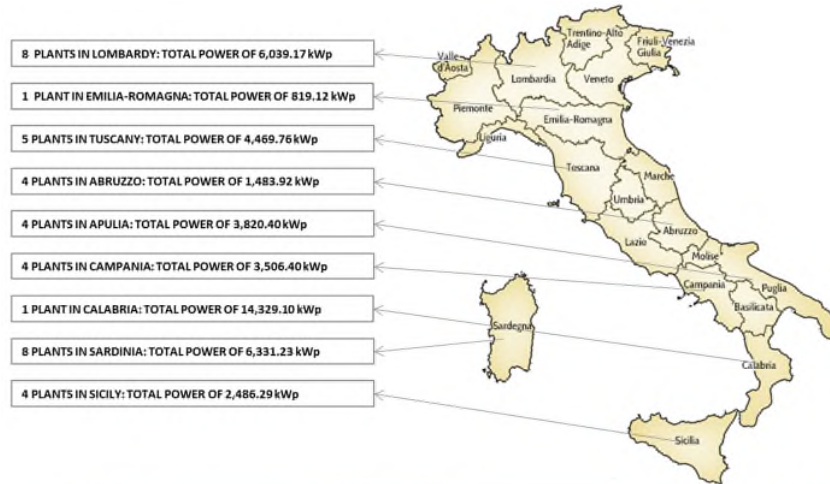 8 PLANTS IN LOMBARDY: TOTAL POWER OF 6,039.17 kWp
1 PLANT IN EMILIA-ROMAGNA: TOTAL POWER OF 819.12 kWp
5 PLANTS IN TUSCANY: TOTAL POWER OF 4,469.76 kWp
4 PLANTS IN ABRUZZO: TOTAL POWER OF 1,483.92 kWp
4 PLANTS IN APULIA: TOTAL POWER OF 3,820.40 kWp
4 PLANTS IN CAMPANIA: TOTAL POWER OF 3,506.40 kWp
1 PLANT IN CALABRIA: TOTAL POWER OF 14,329.10 kWp
8 PLANTS IN SARDINIA: TOTAL POWER OF 6,331.23 kWp
4 PLANTS IN SICILY: TOTAL POWER OF 2,486.29 kWp
Trentino-Alto
Adige
Friuli-Venezia
Giulia
Valle
d'Aosta
Lombardia
Veneto
Piemonte
Emilia-Romagna
Liguria
Toscana
Marche
Umbria
Lazio
Abruzzo
Molise
Campania
Puglia
Basilicata
Sardegna
Calabria
Sicilia